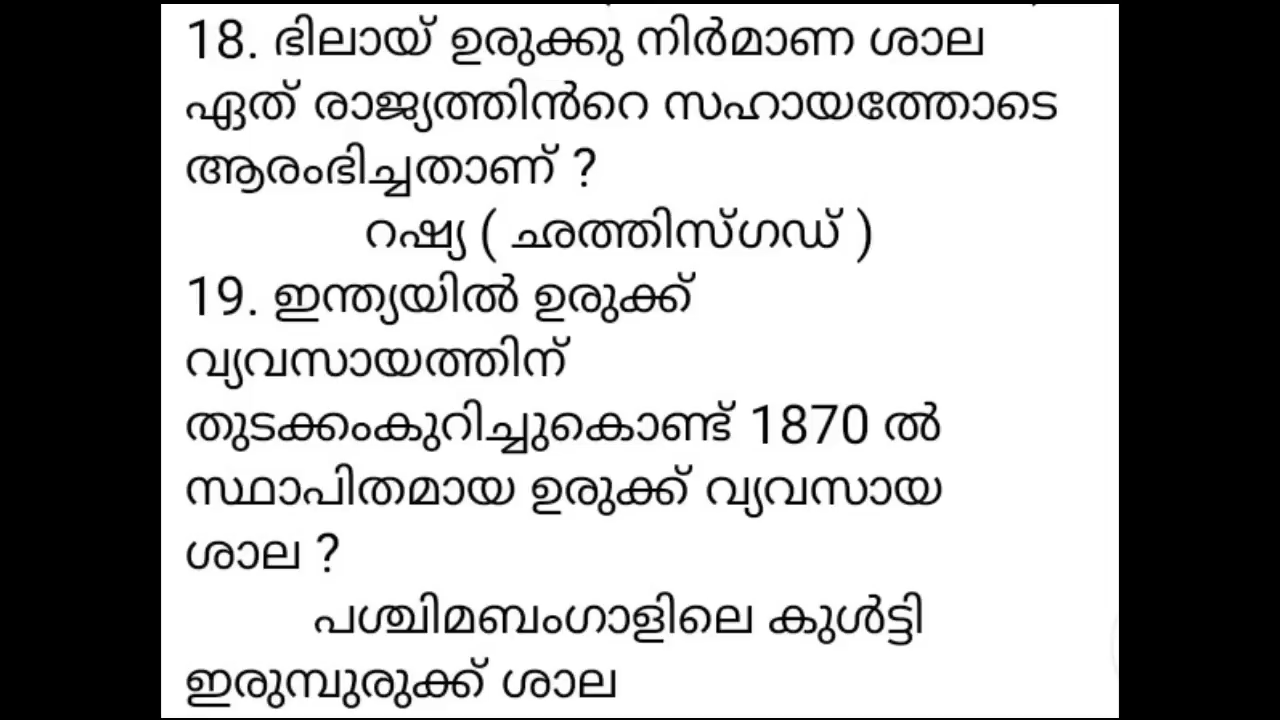 18. ഭിലായ് ഉരുക്കു നിർമാണ ശാല
ഏത് രാജ്യത്തിൻറെ സഹായത്തോടെ
ആരംഭിച്ചതാണ് ?
റഷ്യ ( ഛത്തിസ്ഗഡ് )
19. ഇന്ത്യയിൽ ഉരുക്ക്
വ്യവസായത്തിന്
തുടക്കംകുറിച്ചുകൊണ്ട് 1870 ൽ
സ്ഥാപിതമായ ഉരുക്ക് വ്യവസായ
ശാല ?
പശ്ചിമബംഗാളിലെ കുൾട്ടി
ഇരുമ്പുരുക്ക് ശാല